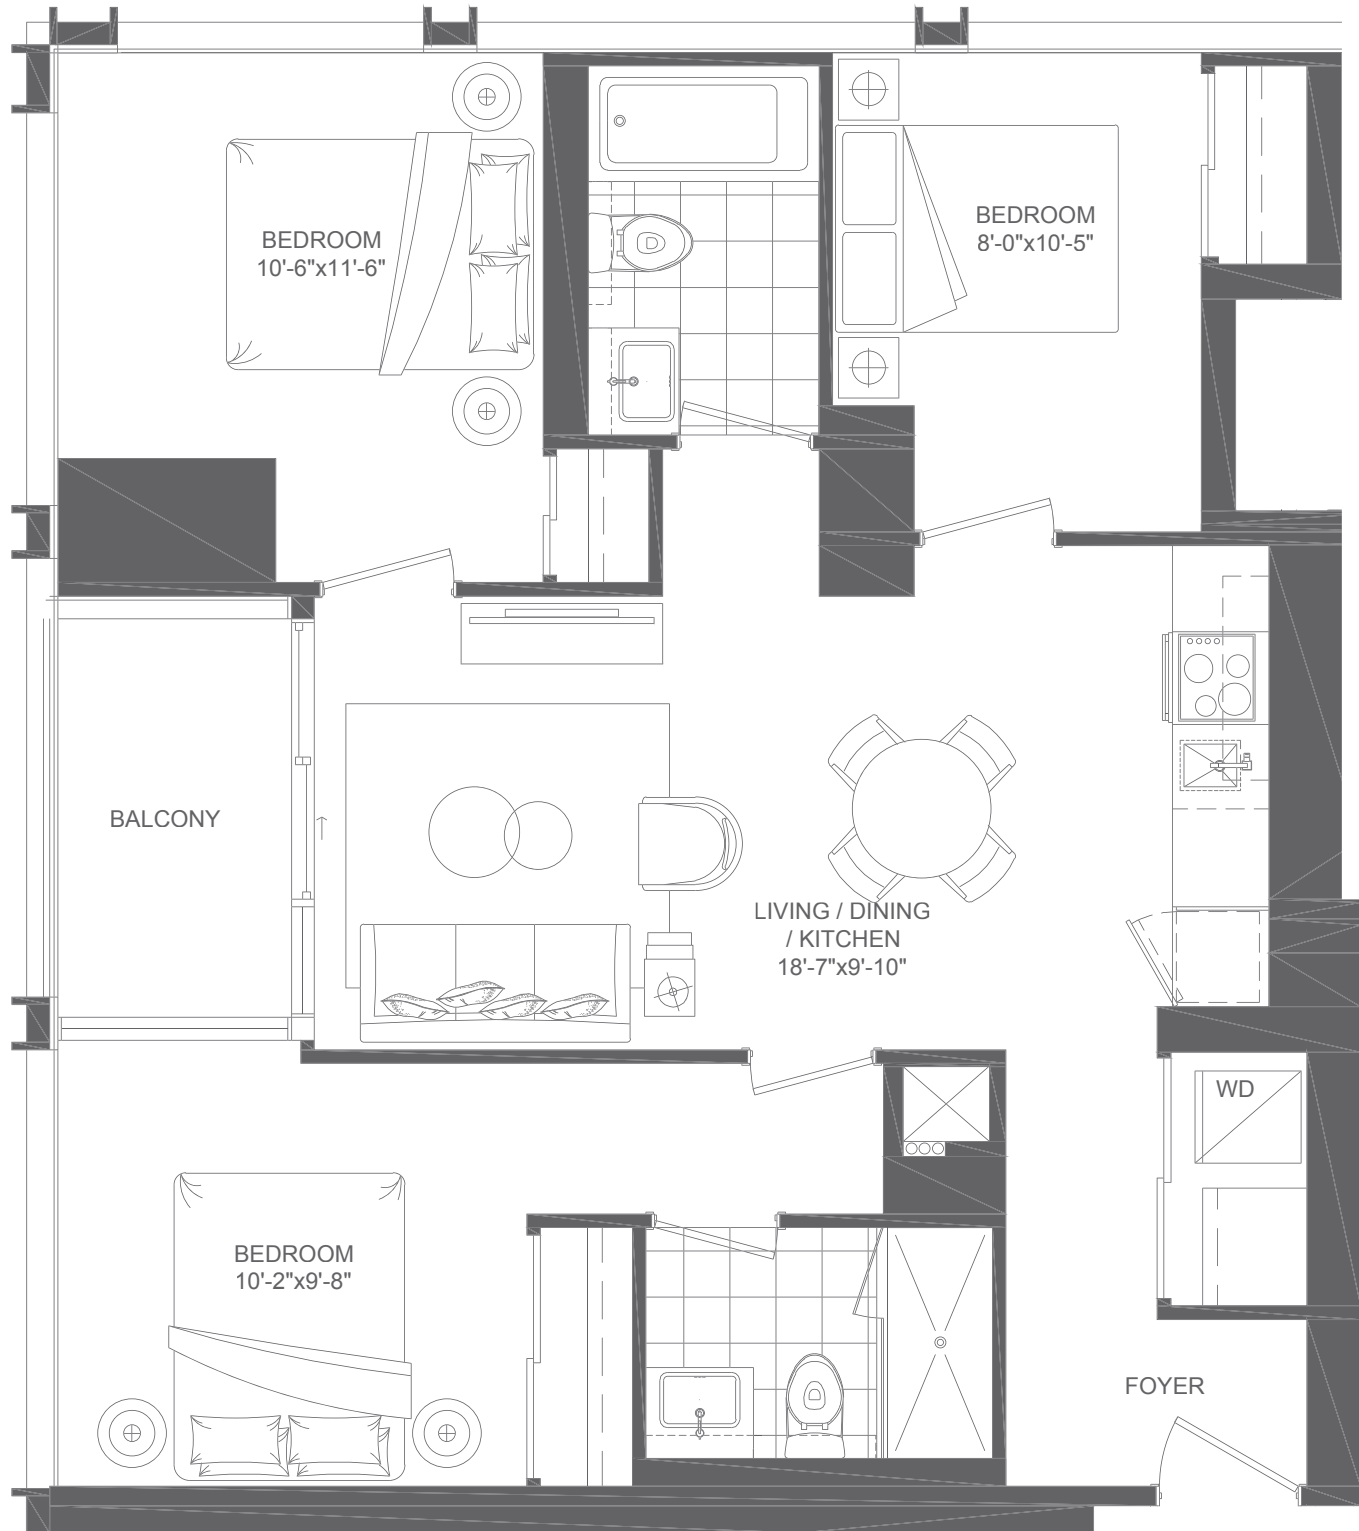 BEDROOM
10'-6"x11'-6"
BEDROOM
8'-0"x10'-5"
BALCONY
LIVING / DINING
/ KITCHEN
18'-7"x9'-10"
WD
BEDROOM
10'-2"x9'-8"
FOYER